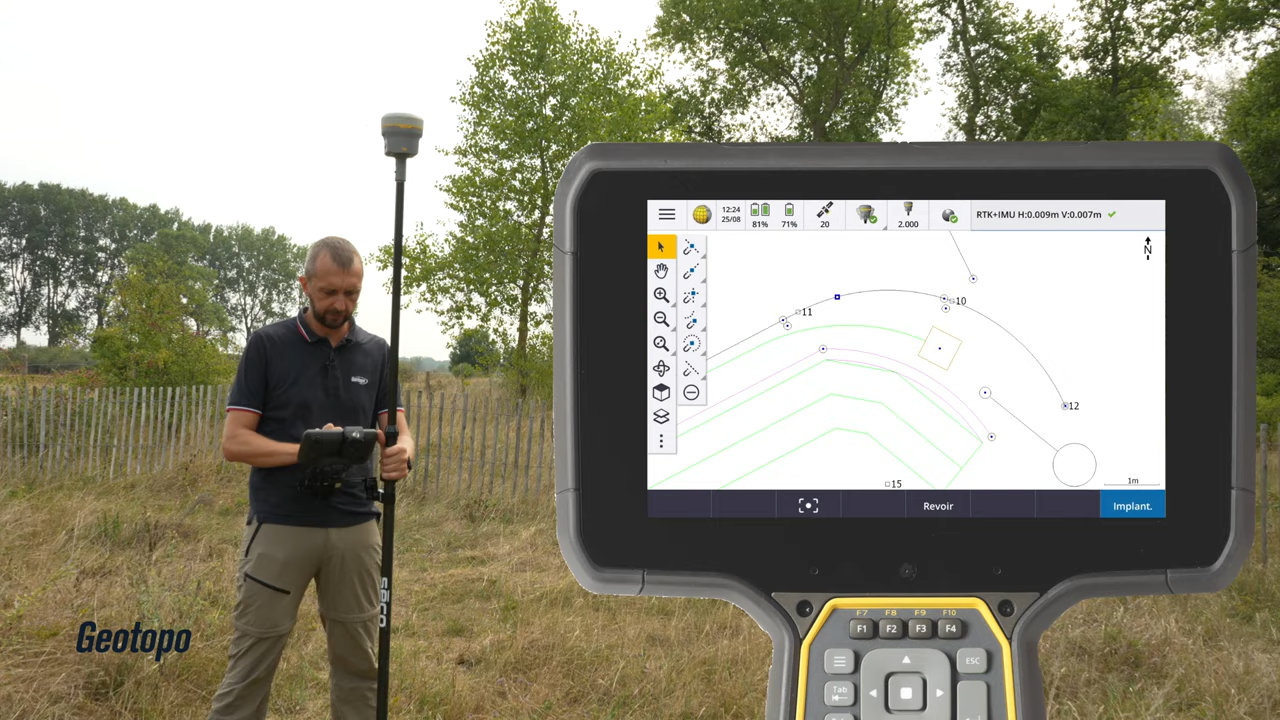 12:24
25/08
81%
71%
20
2.000
RTK+IMU H:0.009m V:0.007m
N
10
11
12
15
1m
Revoir
Implant.
Geotopo
seco
Geotopo
F7 F8 F9 F10
F1 F2 F3 F4
ESC
Tab